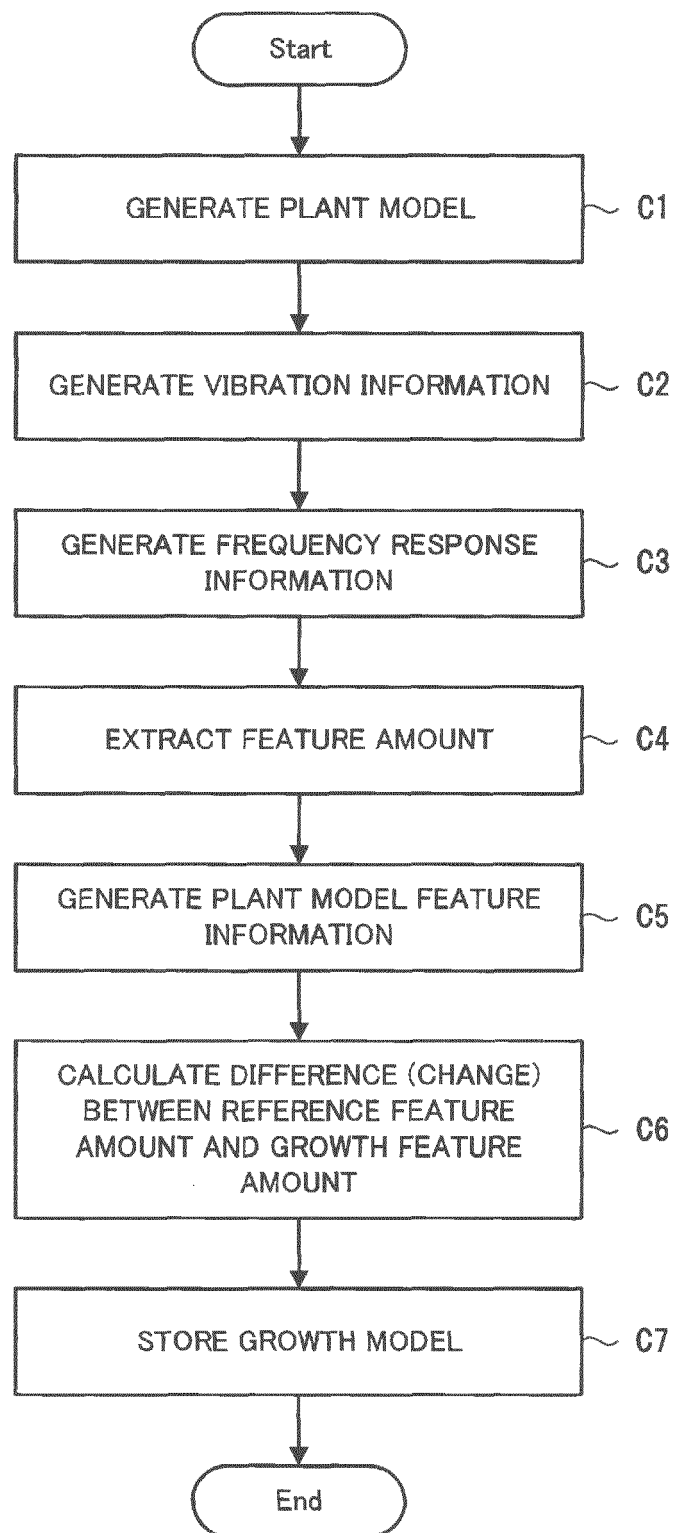 Start
GENERATE PLANT MODEL
C1
GENERATE VIBRATION INFORMATION
C2
GENERATE FREQUENCY RESPONSE
INFORMATION
C3
EXTRACT FEATURE AMOUNT
C4
GENERATE PLANT MODEL FEATURE
INFORMATION
C5
CALCULATE DIFFERENCE (CHANGE)
BETWEEN REFERENCE FEATURE
AMOUNT AND GROWTH FEATURE
AMOUNT
C6
STORE GROWTH MODEL
C7
End